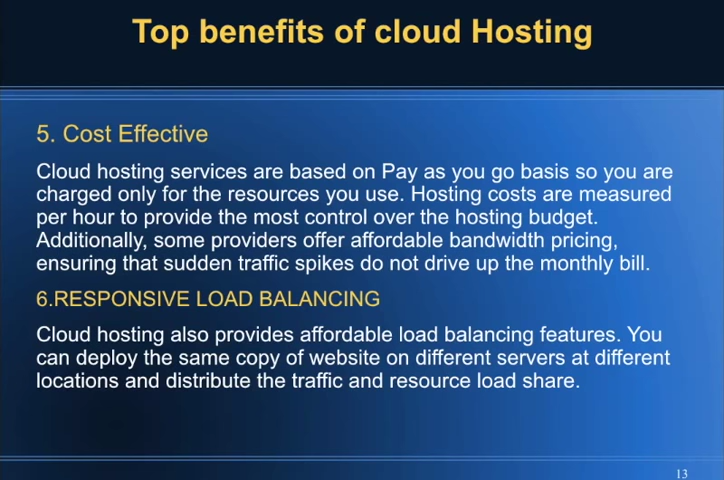 Top benefits of cloud Hosting
5. Cost Effective
Cloud hosting services are based on Pay as you go basis so you are
charged only for the resources you use. Hosting costs are measured
per hour to provide the most control over the hosting budget.
Additionally, some providers offer affordable bandwidth pricing,
ensuring that sudden traffic spikes do not drive up the monthly bill.
6.RESPONSIVE LOAD BALANCING
Cloud hosting also provides affordable load balancing features. You
can deploy the same copy of website on different servers at different
locations and distribute the traffic and resource load share.
13